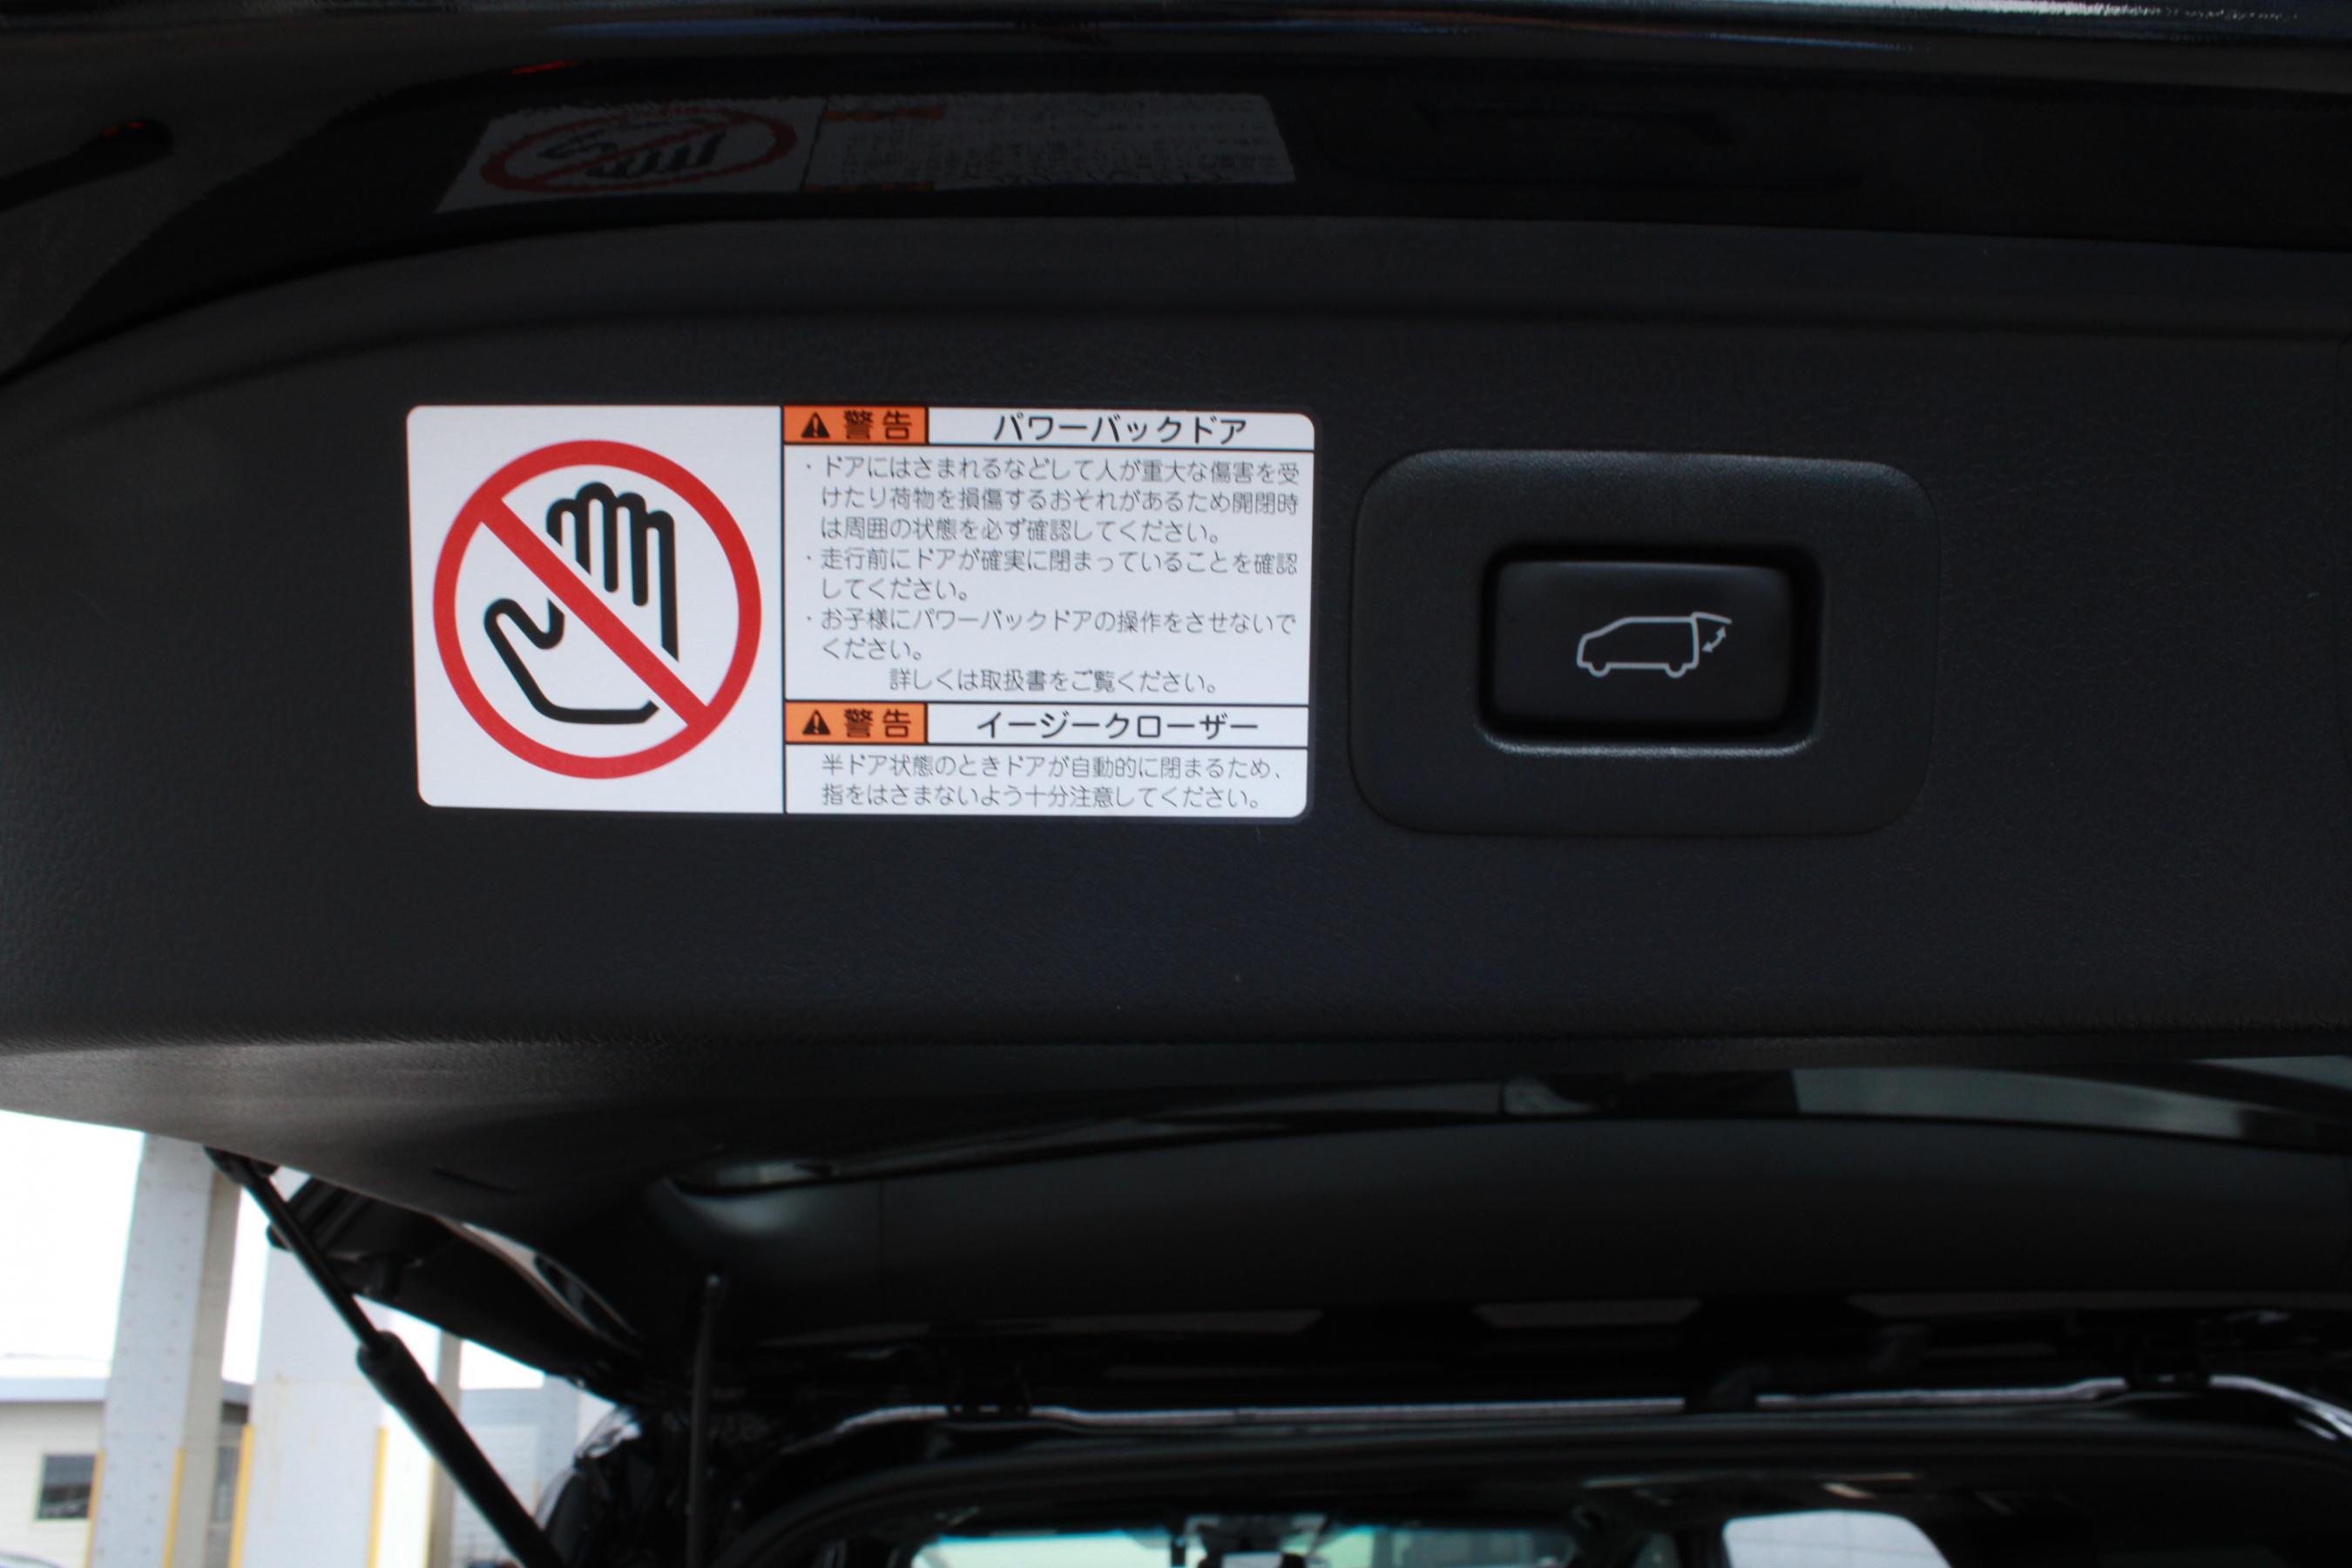 警告 パワーバックドア
・ドアにはさまれるなどして人が重大な傷害を受
けたり荷物を損傷するおそれがあるため開閉時
は周囲の状態を必ず確認してください。
・走行前にドアが確実に閉まっていることを確認
してください。
・お子様にパワーバックドアの操作をさせないで
ください。
詳しくは取扱書をご覧ください。
警告 イージークローザー
半ドア状態のときドアが自動的に閉まるため、
指をはさまないよう十分注意してください。